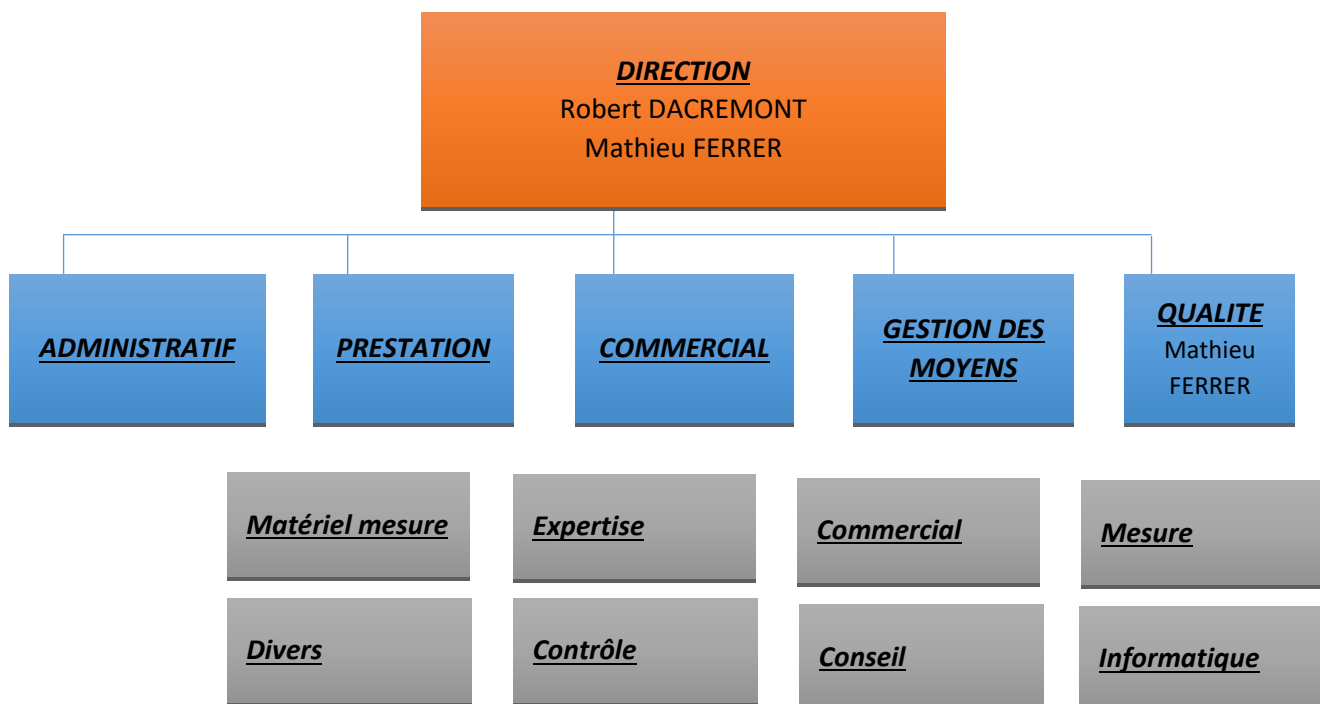 DIRECTION
Robert DACREMONT
Mathieu FERRER
ADMINISTRATIF
PRESTATION
COMMERCIAL
GESTION DES
MOYENS
QUALITE
Mathieu
FERRER
Matériel mesure
Expertise
Commercial
Mesure
Divers
Contrôle
Conseil
Informatique